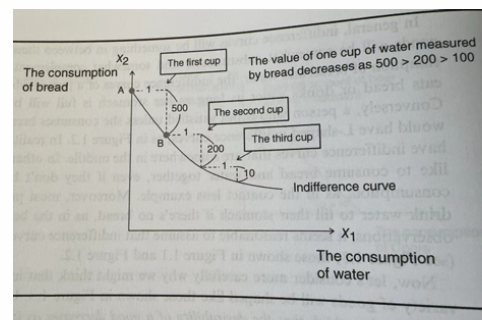 X2
The consumption
of bread
The first cup
The value of one cup of water measured
by bread decreases as 500 > 200 > 100
A
1
500
The second cup
B
1
200
The third cup
1
10
Indifference curve
X1
The consumption
of water